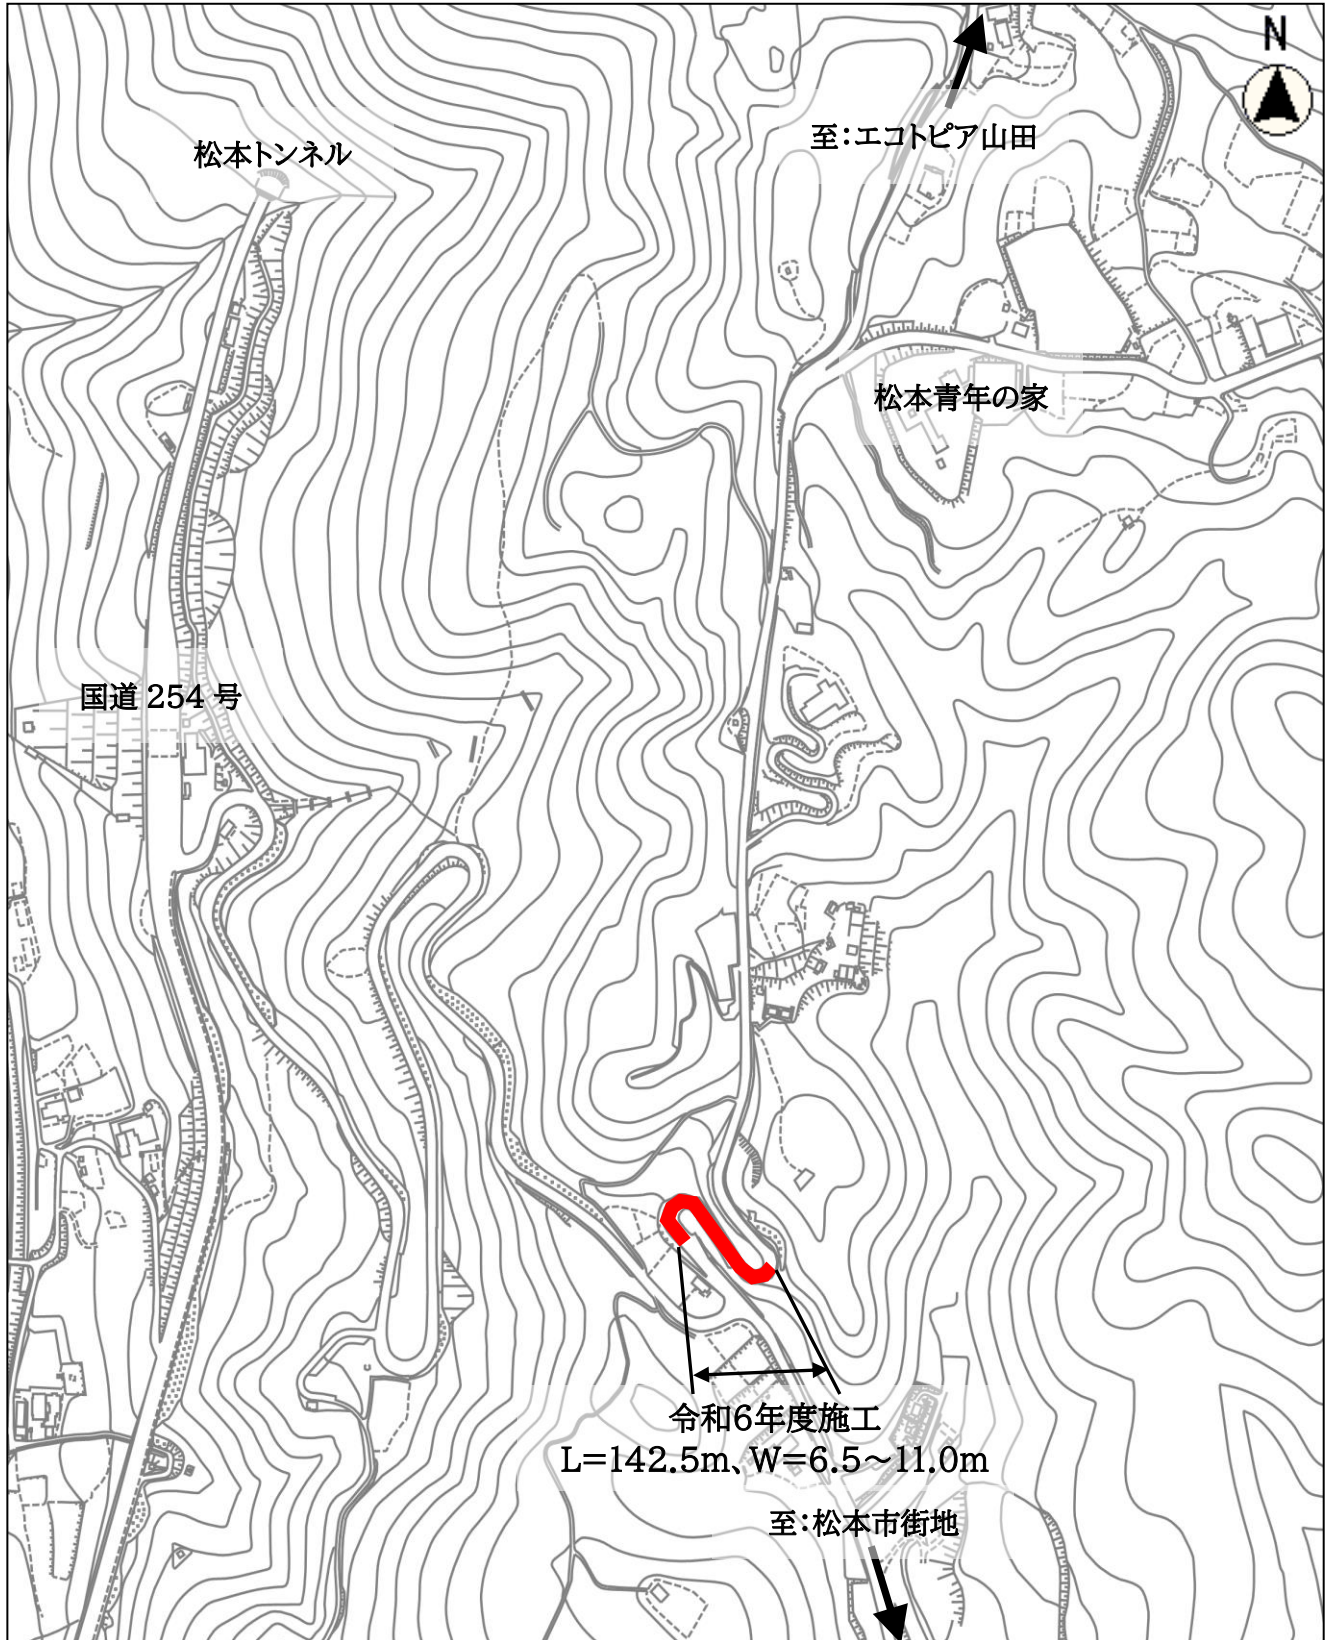 N
至：エコトピア山田
松本トンネル
松本青年の家
国道 254 号
令和6年度施工
L=142.5m、W=6.5～11.0m
至：松本市街地